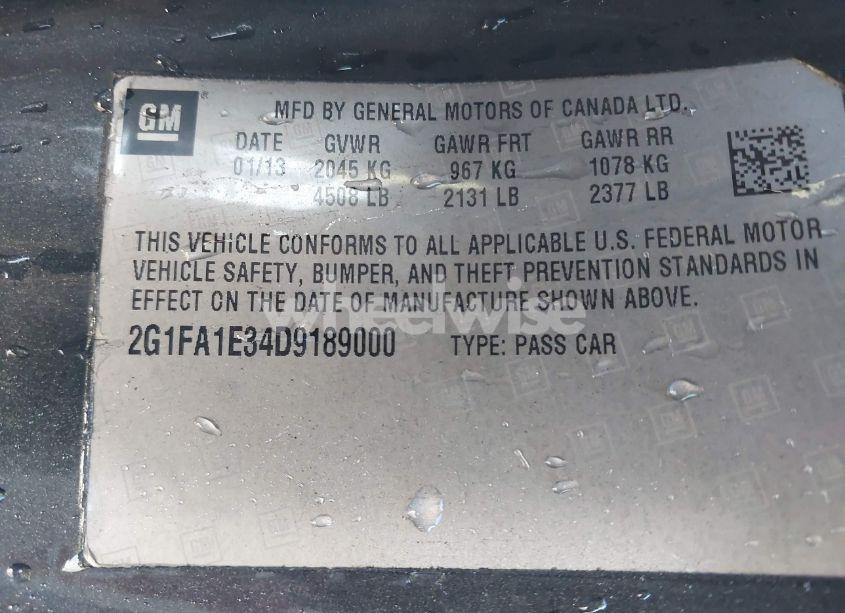 GM ®
MFD BY GENERAL MOTORS OF CANADA LTD.
DATE GVWR GAWR FRT GAWR RR
01/13 2045 KG 967 KG 1078 KG
4508 LB 2131 LB 2377 LB
THIS VEHICLE CONFORMS TO ALL APPLICABLE U.S. FEDERAL MOTOR
VEHICLE SAFETY, BUMPER, AND THEFT PREVENTION STANDARDS IN
EFFECT ON THE DATE OF MANUFACTURE SHOWN ABOVE.
wheelwise
2G1FA1E34D9189000 TYPE: PASS CAR